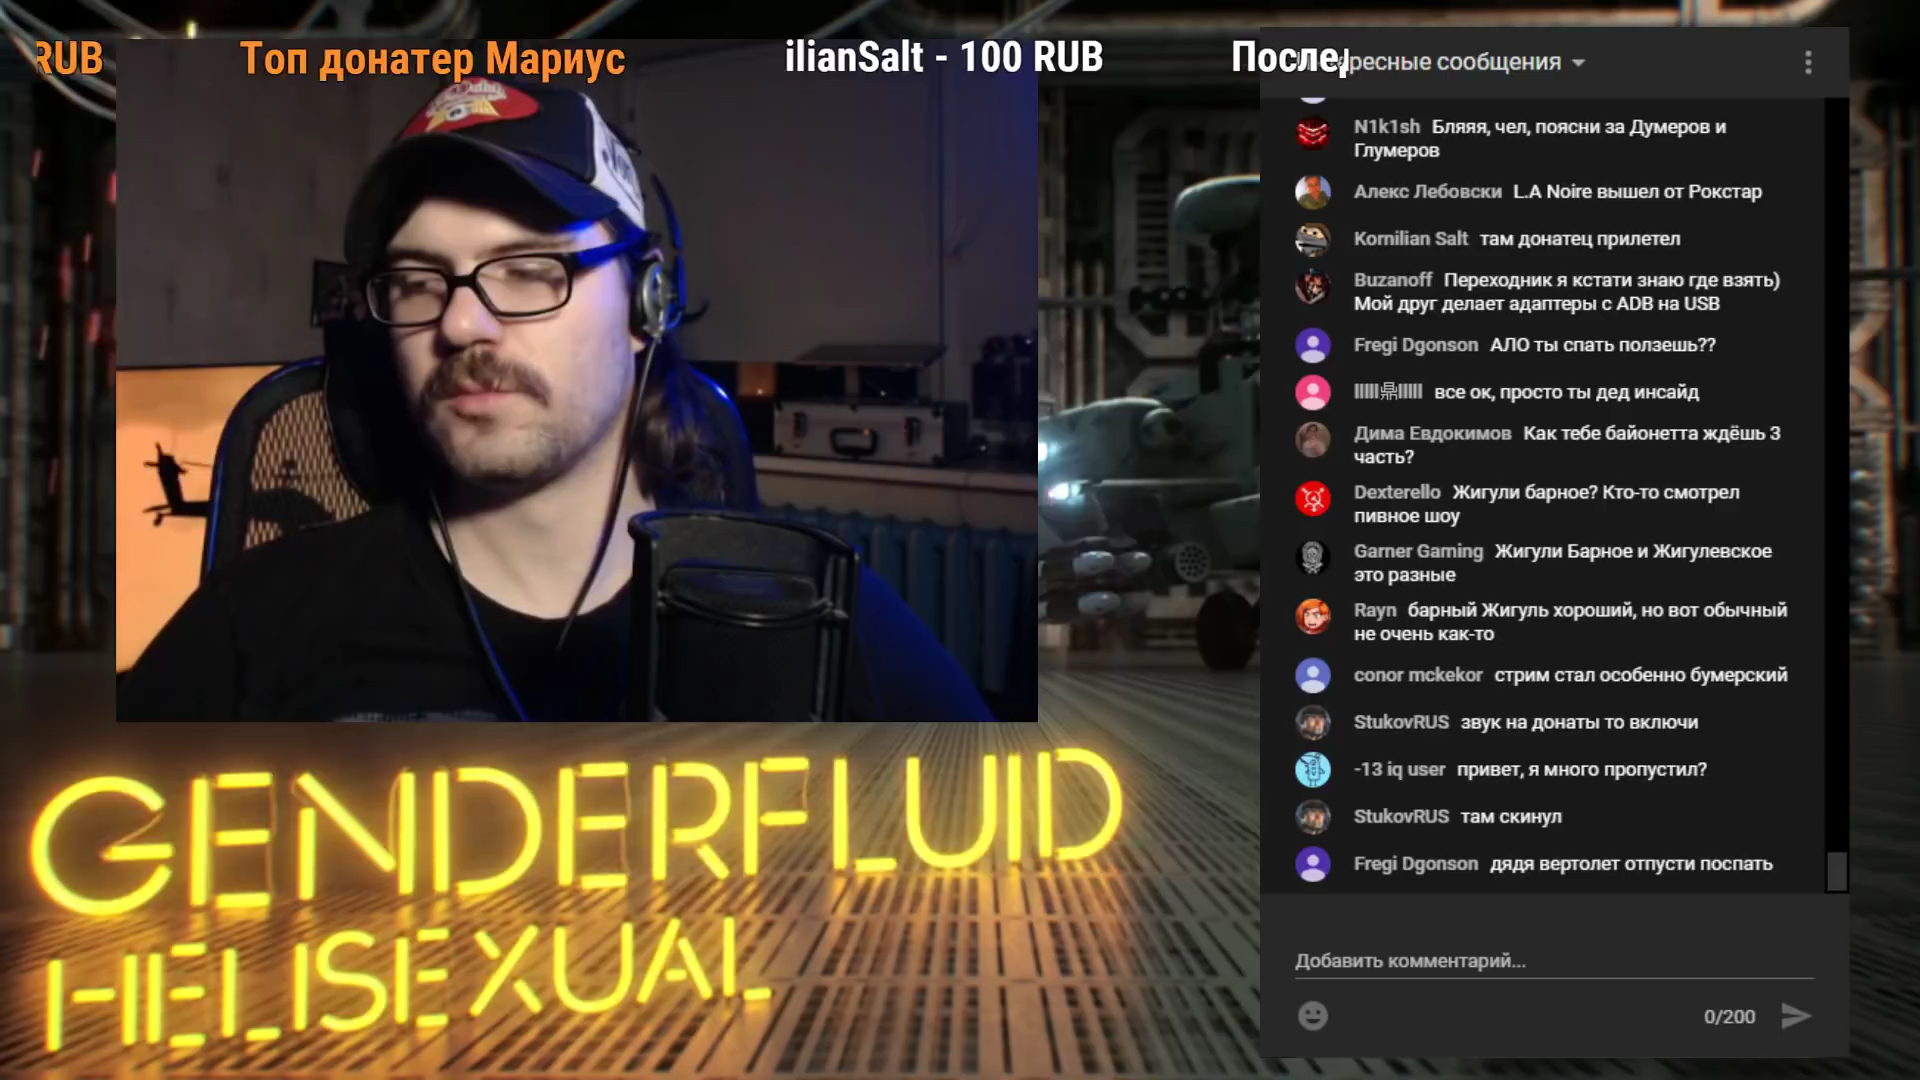 RUB Топ донатер Мариус ilianSalt - 100 RUB Послед
ресные сообщения
N1k1sh Бляяя, чел, поясни за Думеров и
Глумеров
Алекс Лебовски L.A Noire вышел от Рокстар
Kornilian Salt там донатец прилетел
Buzanoff Переходник я кстати знаю где взять)
Мой друг делает адаптеры с ADB на USB
Fregi Dgonson АЛО ты спать ползешь??
все ок, просто ты дед инсайд
Дима Евдокимов Как тебе байонетта ждёшь 3
часть?
Dexterello Жигули барное? Кто-то смотрел
пивное шоу
Garner Gaming Жигули Барное и Жигулевское
это разные
Rayn барный Жигуль хороший, но вот обычный
не очень как-то
conor mckekor стрим стал особенно бумерский
StukovRUS звук на донаты то включи
-13 iq user привет, я много пропустил?
StukovRUS там скинул
Fregi Dgonson дядя вертолет отпусти поспать
Добавить комментарий...
0/200
GENDERFLUID
HELISEXUAL